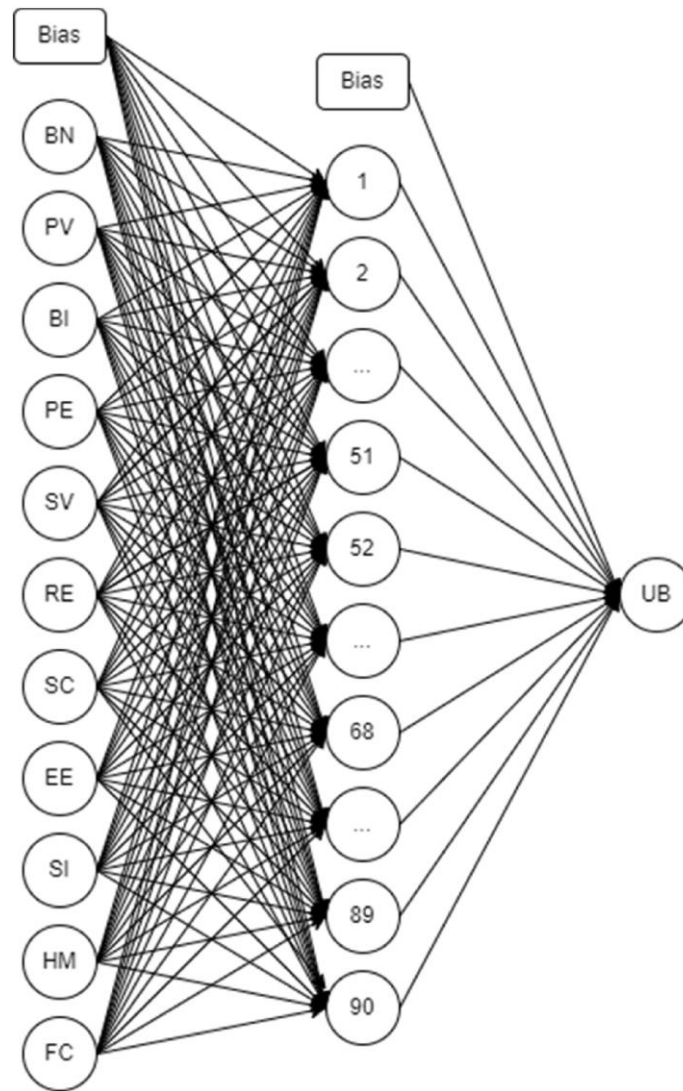 Bias
BN
PV
BI
PE
SV
RE
SC
EE
SI
HM
FC
Bias
1
2
...
51
52
...
68
...
89
90
UB